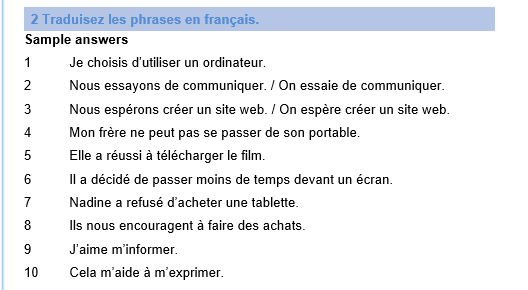 2 Traduisez les phrases en français.
Sample answers
1 Je choisis d’utiliser un ordinateur.
2 Nous essayons de communiquer. / On essaie de communiquer.
3 Nous espérons créer un site web. / On espère créer un site web.
4 Mon frère ne peut pas se passer de son portable.
5 Elle a réussi à télécharger le film.
6 Il a décidé de passer moins de temps devant un écran.
7 Nadine a refusé d’acheter une tablette.
8 Ils nous encouragent à faire des achats.
9 J’aime m’informer.
10 Cela m’aide à m’exprimer.